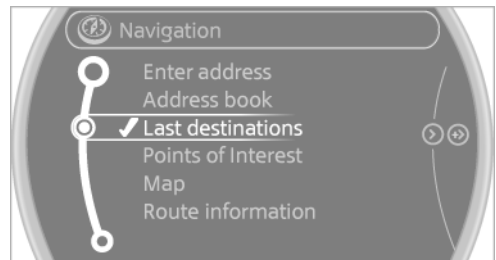 Navigation
Enter address
Address book
Last destinations
Points of Interest
Map
Route information